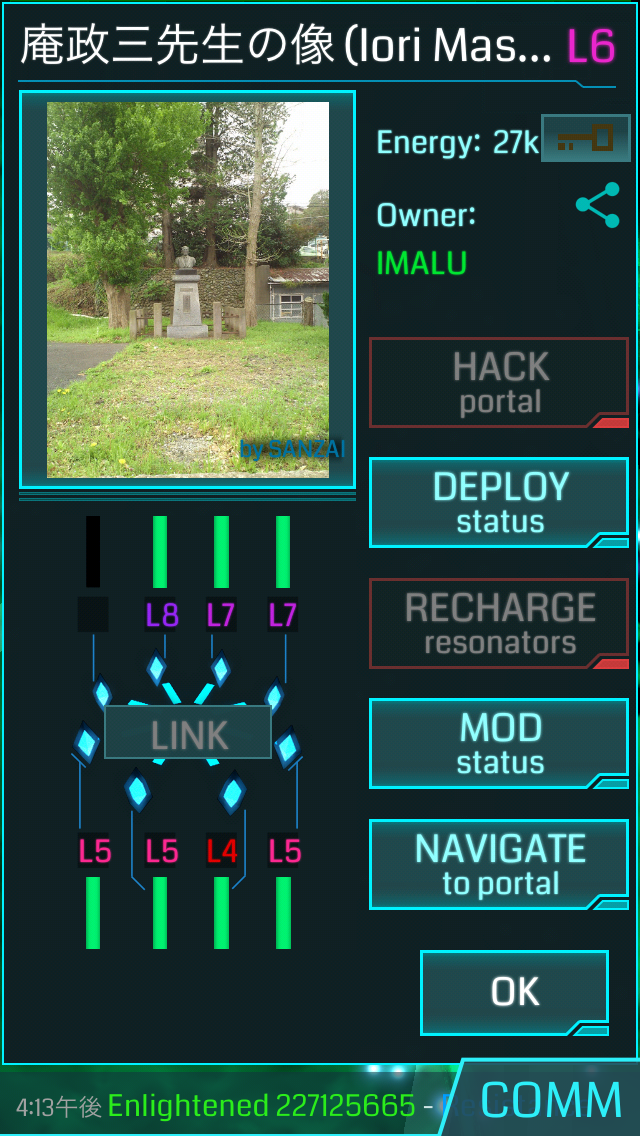 庵政三先生の像 (Iori Mas... L6
Energy: 27k
Owner:
IMALU
by SANZAI
HACK
portal
DEPLOY
status
L8 L7 L7
RECHARGE
resonators
LINK
MOD
status
L5 L5 L4 L5
NAVIGATE
to portal
OK
4:13午後 Enlightened 227125665 -
COMM